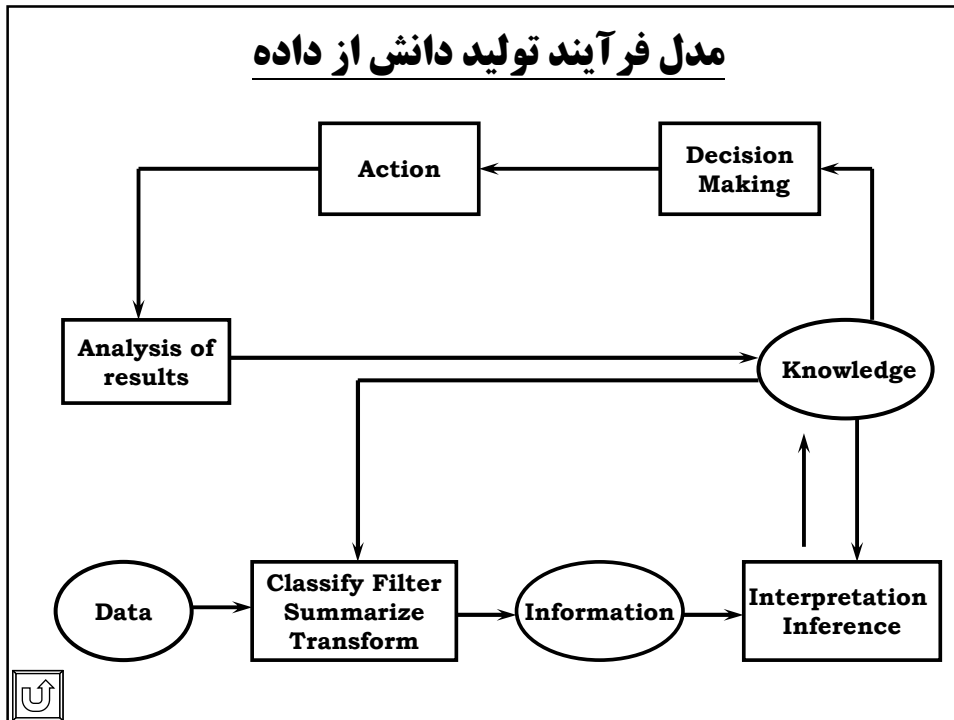 مدل فرآیند تولید دانش از داده
Action
Decision
Making
Analysis of
results
Knowledge
Data
Classify Filter
Summarize
Transform
Information
Interpretation
Inference